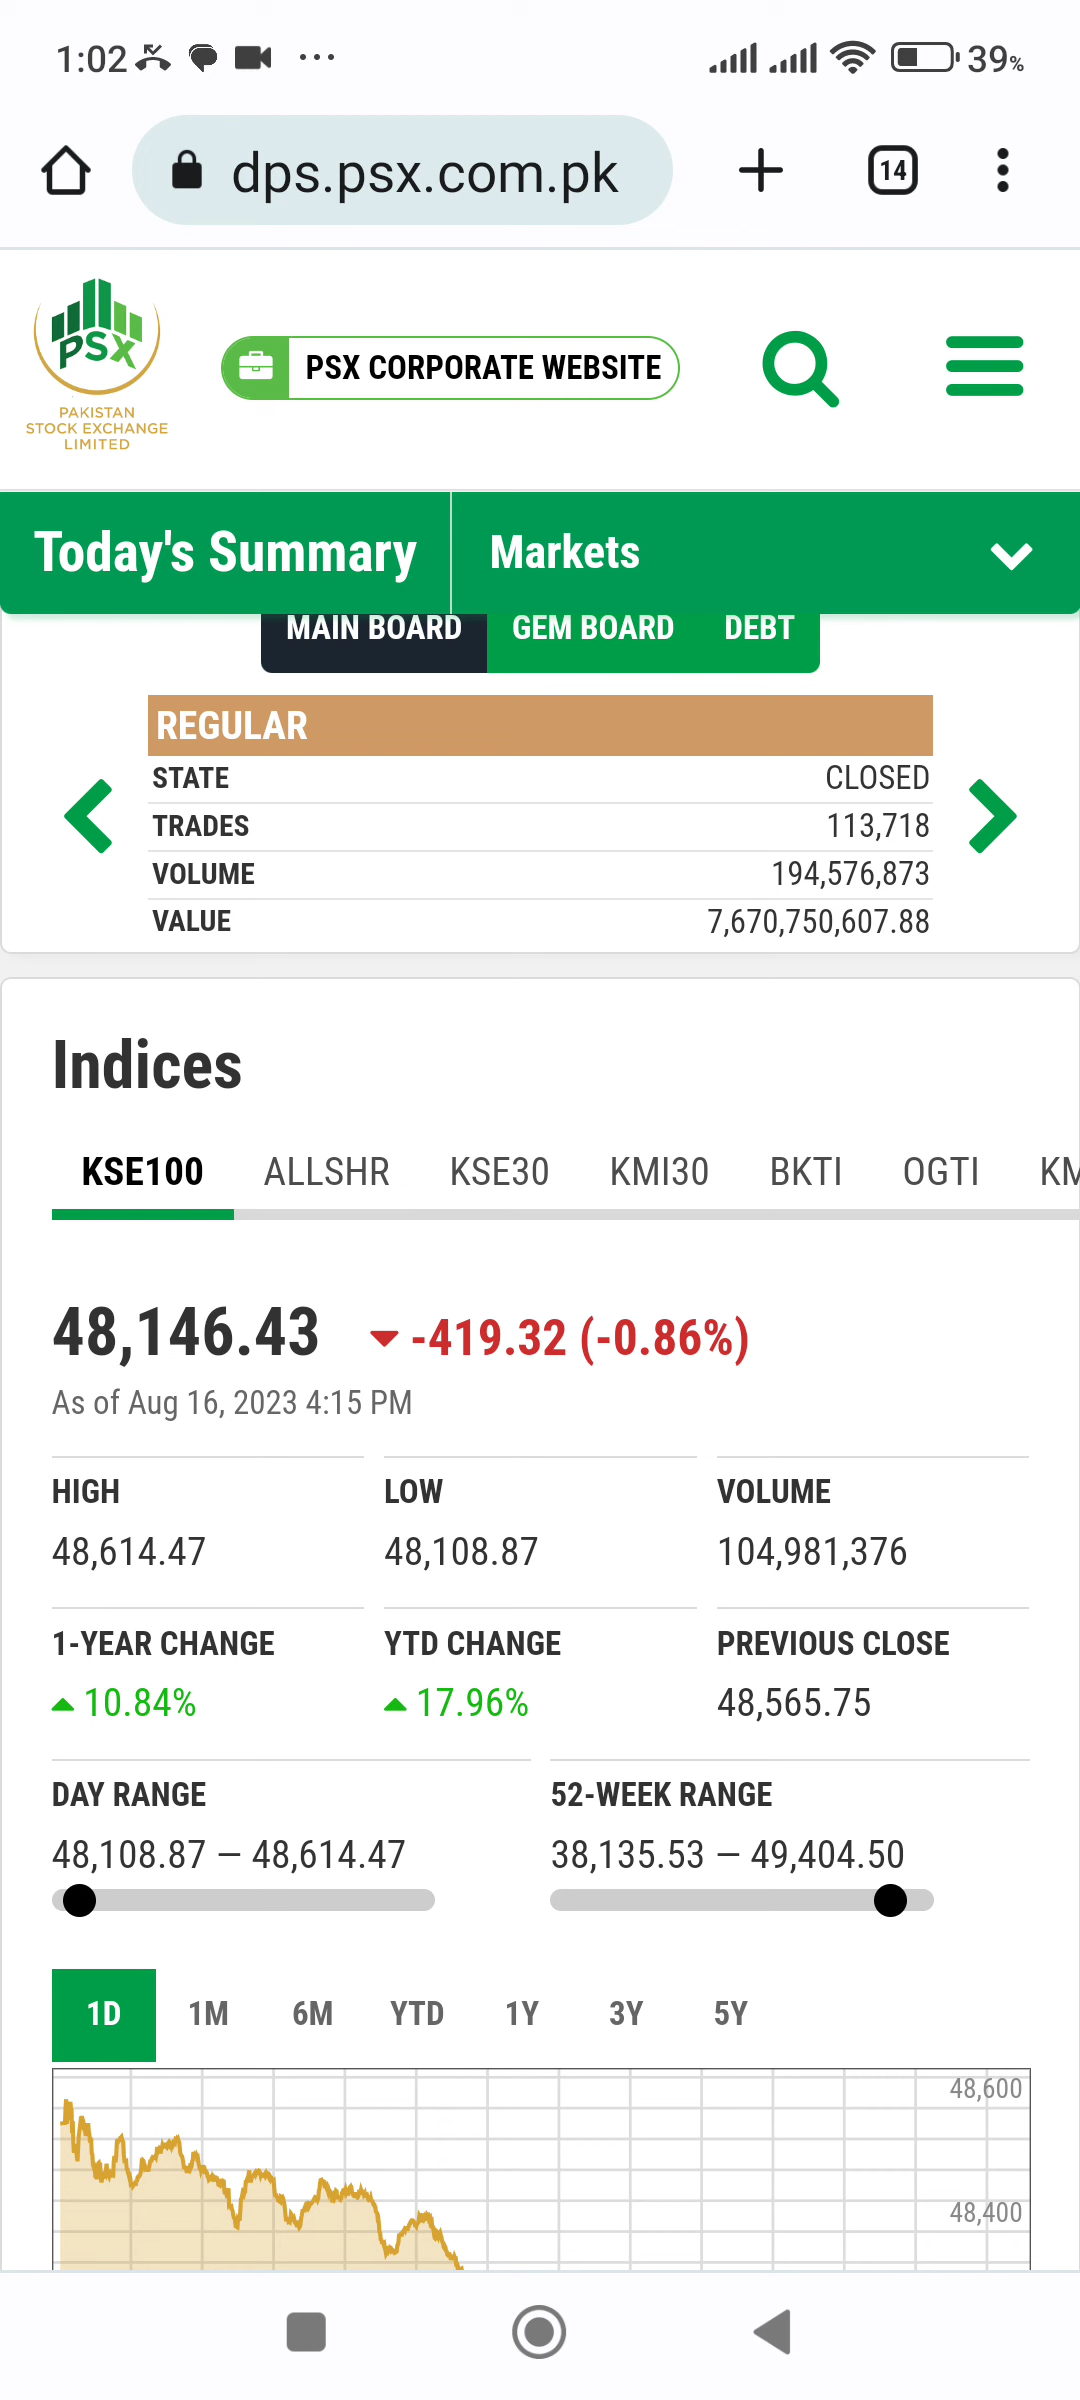 1:02
39%
dps.psx.com.pk
14
PSX
PAKISTAN
STOCK EXCHANGE
LIMITED
PSX CORPORATE WEBSITE
Today's Summary
Markets
MAIN BOARD GEM BOARD DEBT
REGULAR
STATE CLOSED
TRADES 113,718
VOLUME 194,576,873
VALUE 7,670,750,607.88
Indices
KSE100 ALLSHR KSE30 KMI30 BKTI OGTI KM
48,146.43 -419.32 (-0.86%)
As of Aug 16, 2023 4:15 PM
HIGH LOW VOLUME
48,614.47 48,108.87 104,981,376
1-YEAR CHANGE YTD CHANGE PREVIOUS CLOSE
10.84% 17.96% 48,565.75
DAY RANGE 52-WEEK RANGE
48,108.87 — 48,614.47 38,135.53 — 49,404.50
1D 1M 6M YTD 1Y 3Y 5Y
48,600
48,400